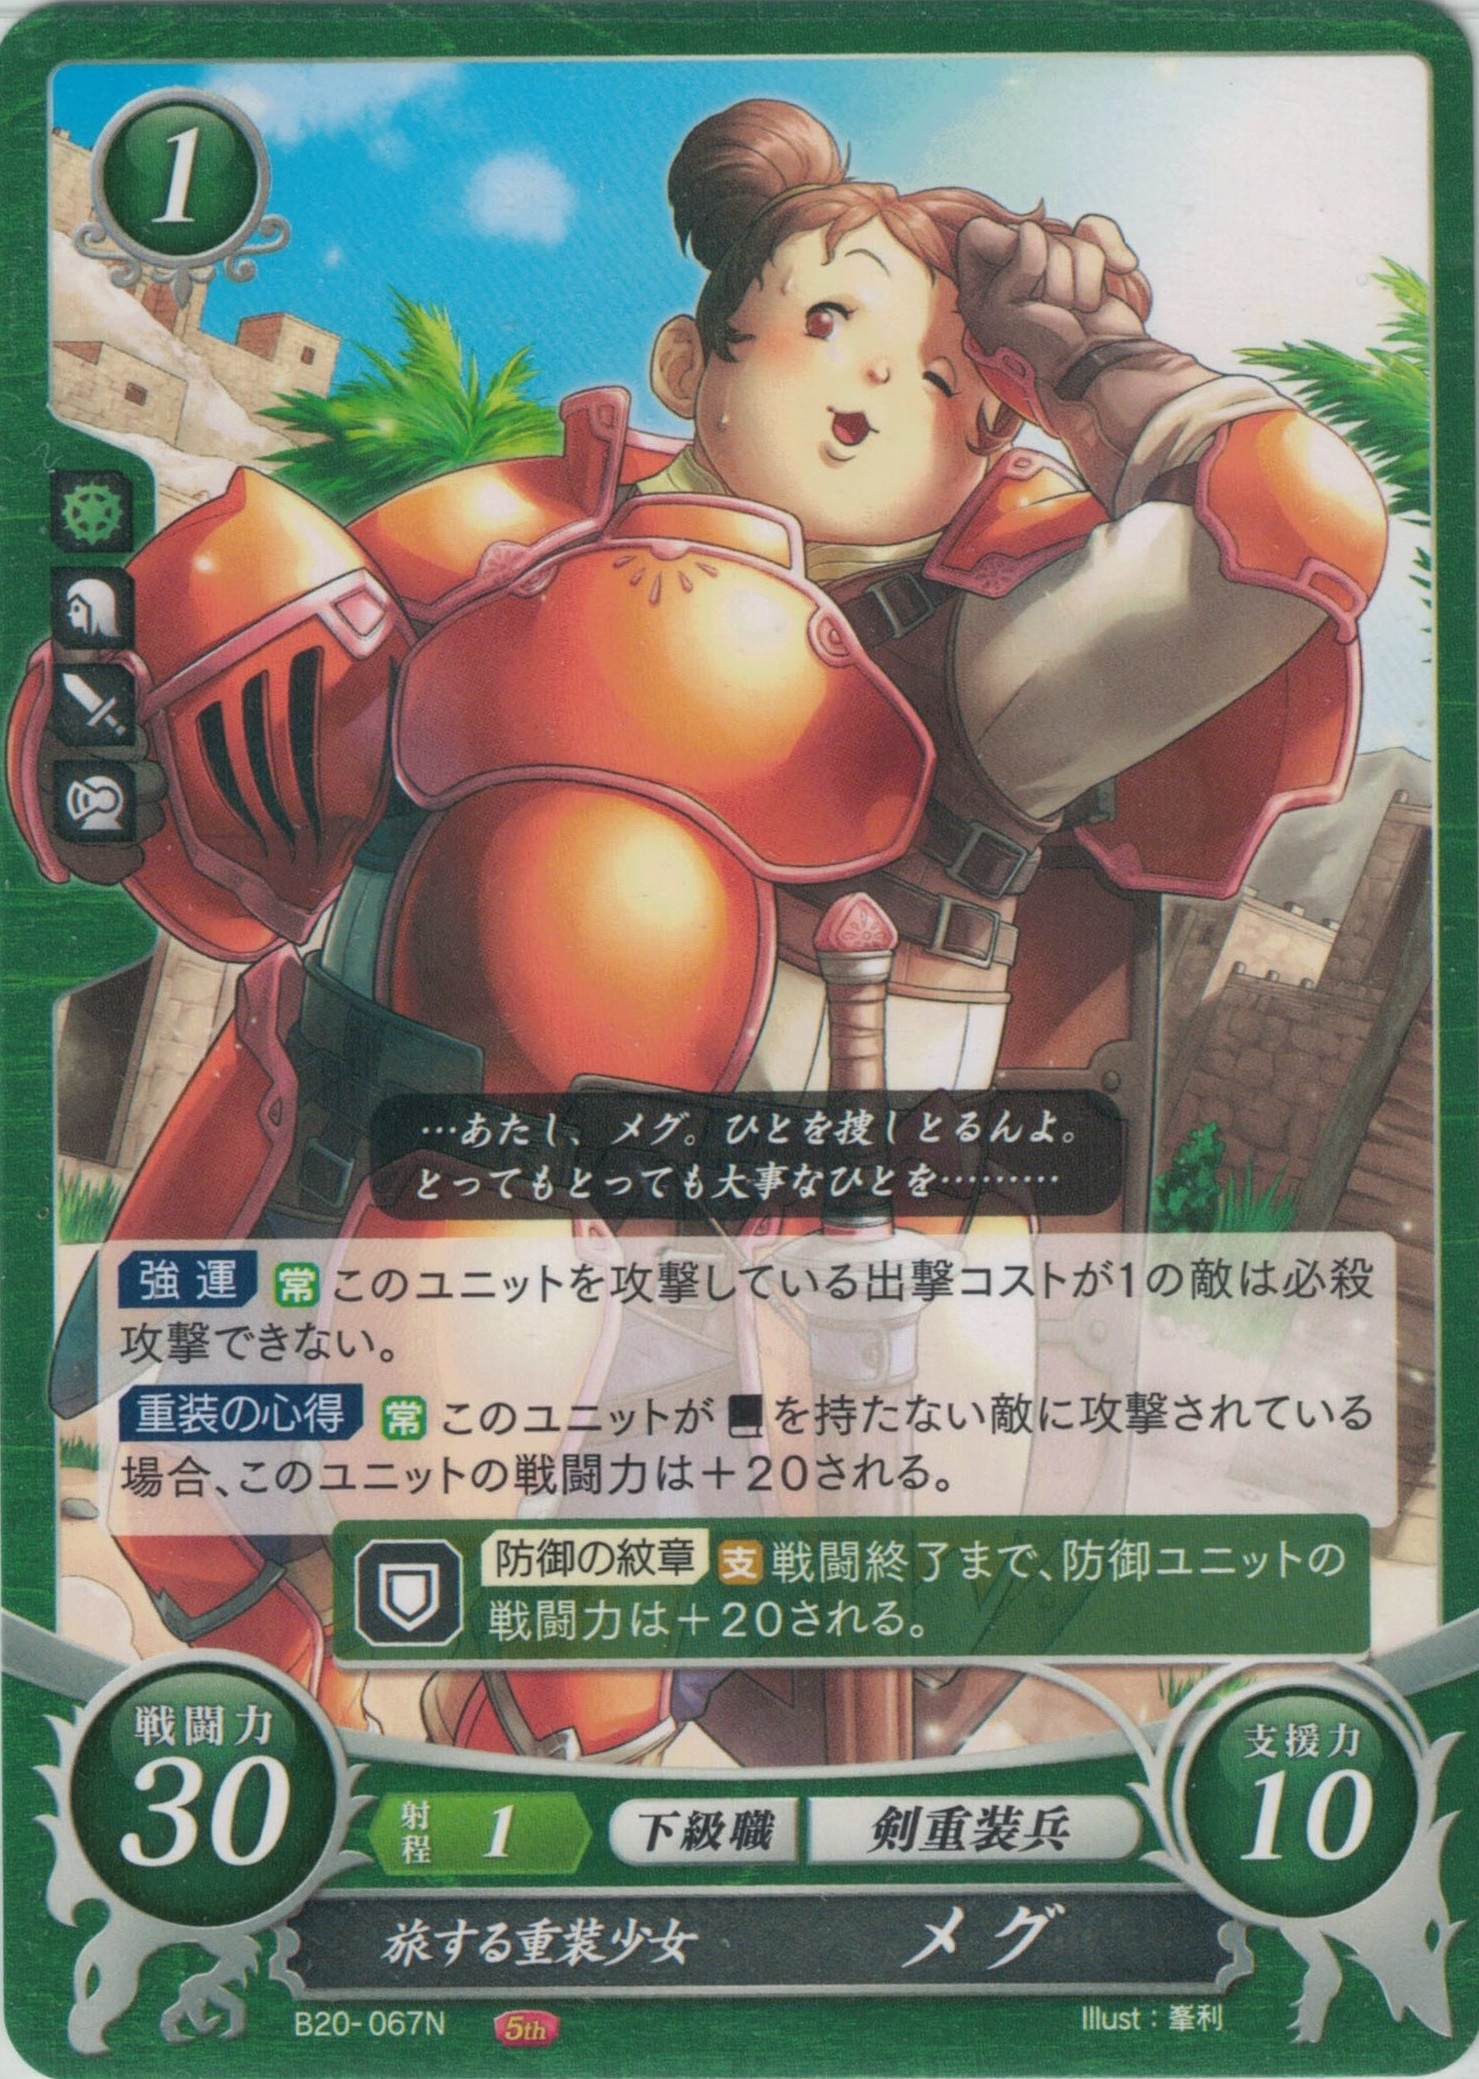 1
…あたし、メグ。ひとを捜しとるんよ。
とってもとっても大事なひとを………
強運 常 このユニットを攻撃している出撃コストが1の敵は必殺
攻撃できない。
重装の心得 常 このユニットが を持たない敵に攻撃されている
場合、このユニットの戦闘力は＋20される。
防御の紋章 支 戦闘終了まで、防御ユニットの
戦闘力は＋20される。
戦闘力
30
射程 1
下級職
剣重装兵
支援力
10
旅する重装少女 メグ
B20-067N
5th
Illust：峯利